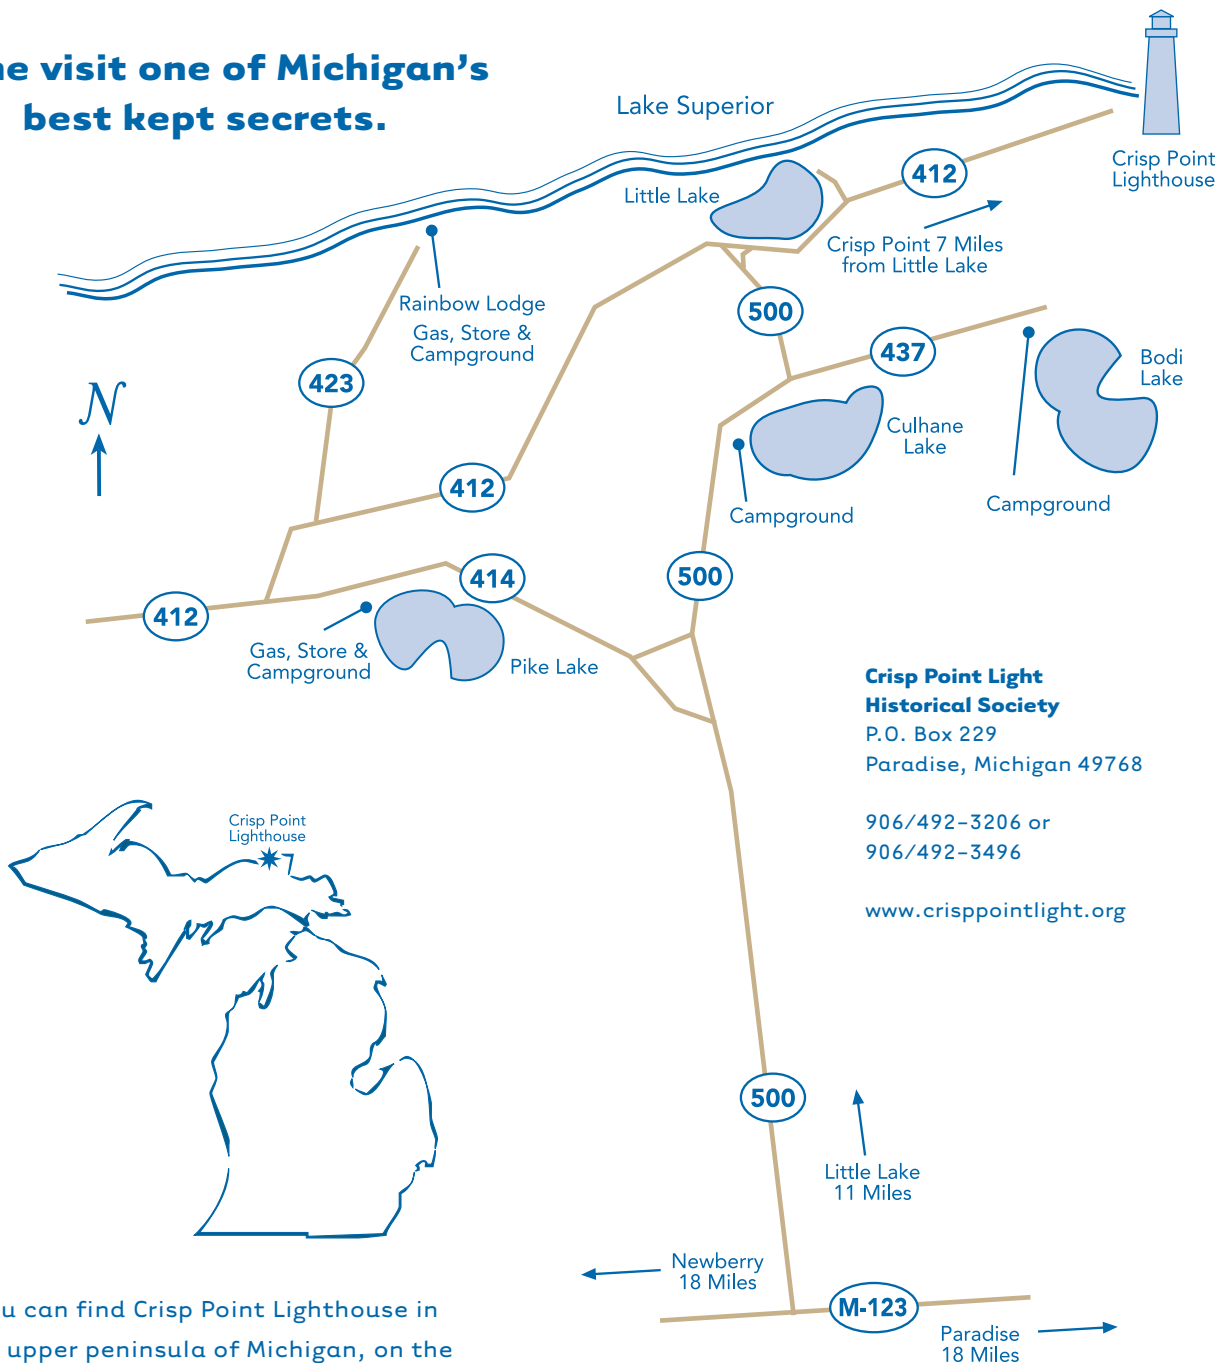 ne visit one of Michigan's
best kept secrets.
Lake Superior
Crisp Point
Lighthouse
412
Little Lake
Crisp Point 7 Miles
from Little Lake
Rainbow Lodge
Gas, Store &
Campground
500
437
423
Bodi
Lake
N
Culhane
Lake
412
Campground
Campground
500
414
412
Gas, Store &
Campground
Pike Lake
Crisp Point Light
Historical Society
P.O. Box 229
Paradise, Michigan 49768
906/492-3206 or
906/492-3496
www.crisppointlight.org
Crisp Point
Lighthouse
500
Little Lake
11 Miles
Newberry
18 Miles
M-123
Paradise
18 Miles
u can find Crisp Point Lighthouse in
upper peninsula of Michigan, on the